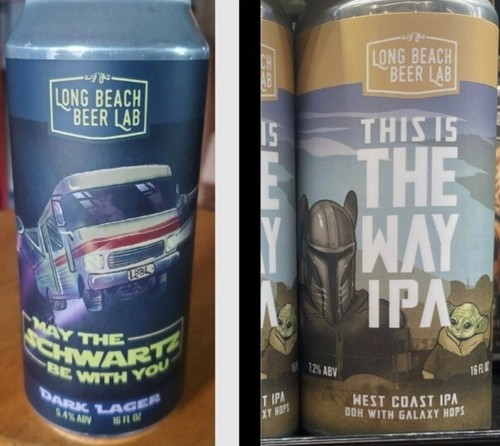 LONG BEACH
BEER LAB
LBBL
MAY THE
SCHWARTZ
BE WITH YOU
DARK LAGER
5.4% ABV 16 FL OZ
LONG BEACH
BEER LAB
THIS IS
THE
WAY
IPA
7.2% ABV
16 FL OZ
WEST COAST IPA
DDH WITH GALAXY HOPS